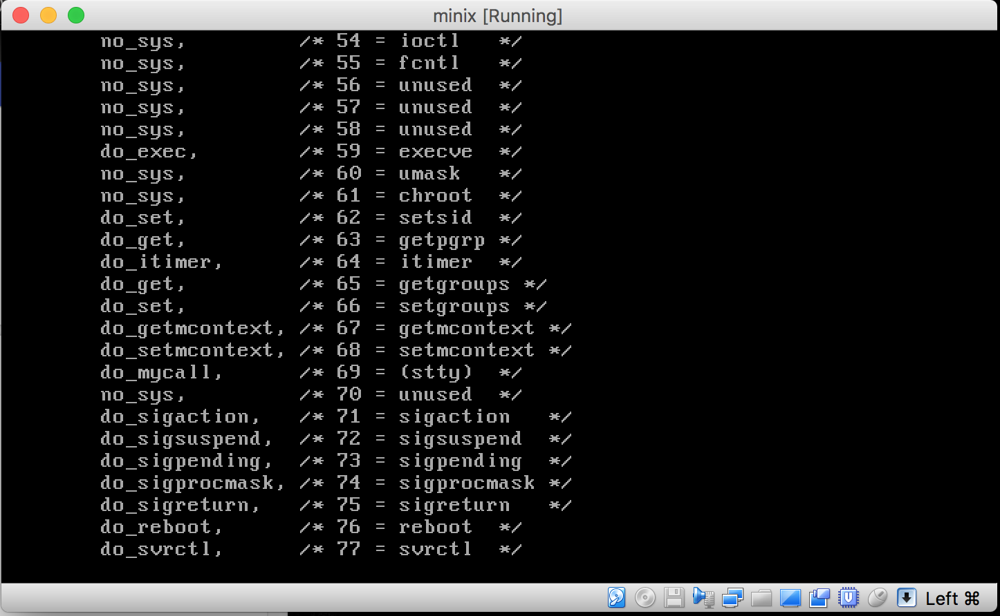 minix [Running]
no_sys, /* 54 = ioctl */
no_sys, /* 55 = fcntl */
no_sys, /* 56 = unused */
no_sys, /* 57 = unused */
no_sys, /* 58 = unused */
do_exec, /* 59 = execve */
no_sys, /* 60 = umask */
no_sys, /* 61 = chroot */
do_set, /* 62 = setsid */
do_get, /* 63 = getpgrp */
do_itimer, /* 64 = itimer */
do_get, /* 65 = getgroups */
do_set, /* 66 = setgroups */
do_getmcontext, /* 67 = getmcontext */
do_setmcontext, /* 68 = setmcontext */
do_mycall, /* 69 = (stty) */
no_sys, /* 70 = unused */
do_sigaction, /* 71 = sigaction */
do_sigsuspend, /* 72 = sigsuspend */
do_sigpending, /* 73 = sigpending */
do_sigprocmask, /* 74 = sigprocmask */
do_sigreturn, /* 75 = sigreturn */
do_reboot, /* 76 = reboot */
do_svrctl, /* 77 = svrctl */
Left ⌘